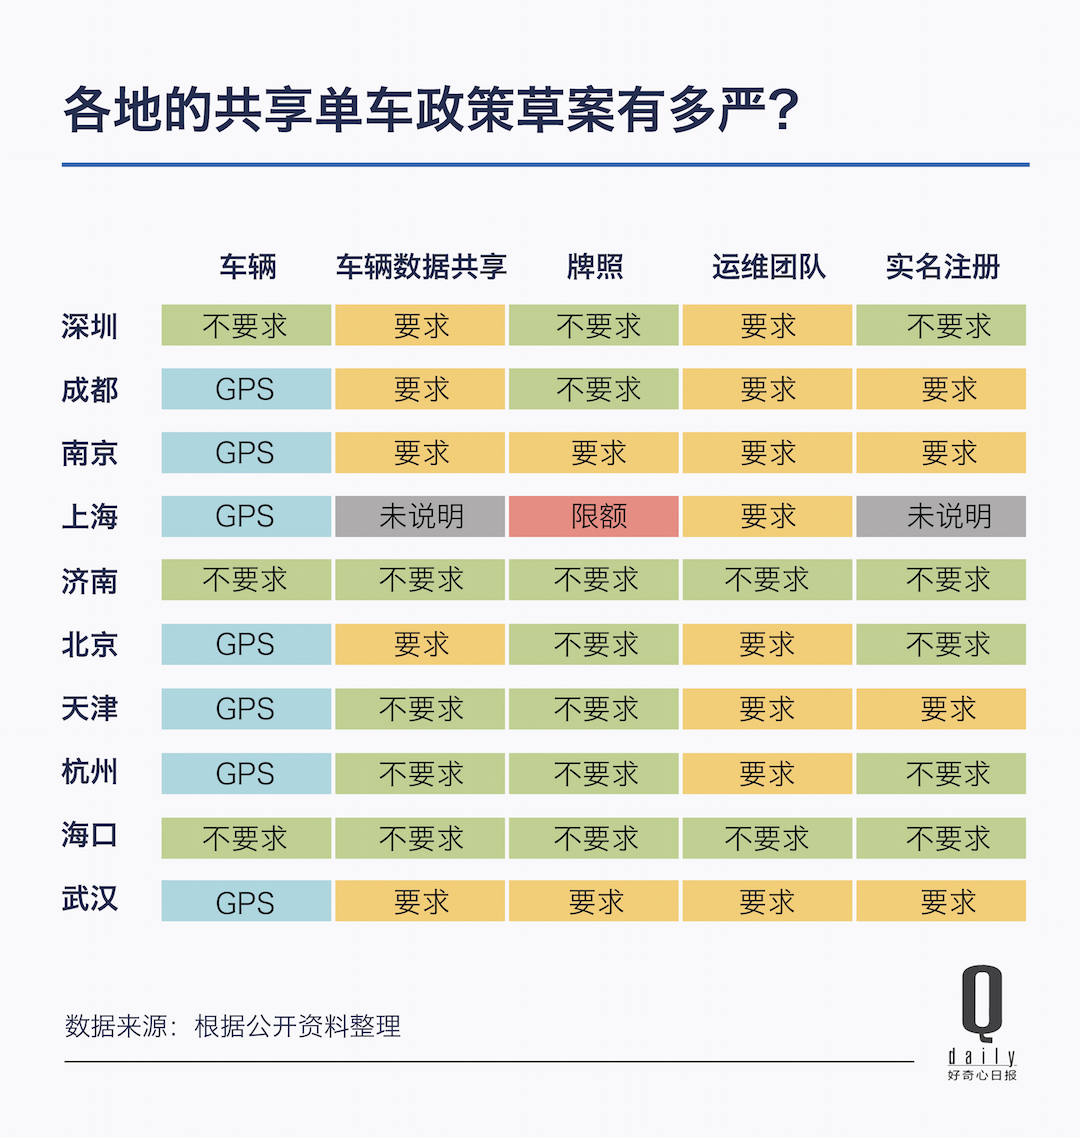 各地的共享单车政策草案有多严?
车辆 车辆数据共享 牌照 运维团队 实名注册
深圳 不要求 要求 不要求 要求 不要求
成都 GPS 要求 不要求 要求 要求
南京 GPS 要求 要求 要求 要求
上海 GPS 未说明 限额 要求 未说明
济南 不要求 不要求 不要求 不要求 不要求
北京 GPS 要求 不要求 要求 不要求
天津 GPS 不要求 不要求 要求 要求
杭州 GPS 不要求 不要求 要求 不要求
海口 不要求 不要求 不要求 不要求 不要求
武汉 GPS 要求 要求 要求 要求
数据来源：根据公开资料整理
Q
daily
好奇心日报